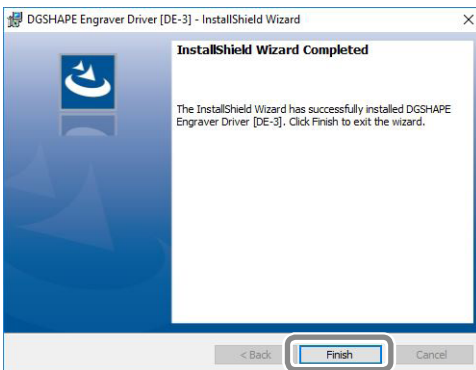 DGSHAPE Engraver Driver [DE-3] - InstallShield Wizard
InstallShield Wizard Completed
The InstallShield Wizard has successfully installed DGSHAPE
Engraver Driver [DE-3]. Click Finish to exit the wizard.
< Back
Finish
Cancel